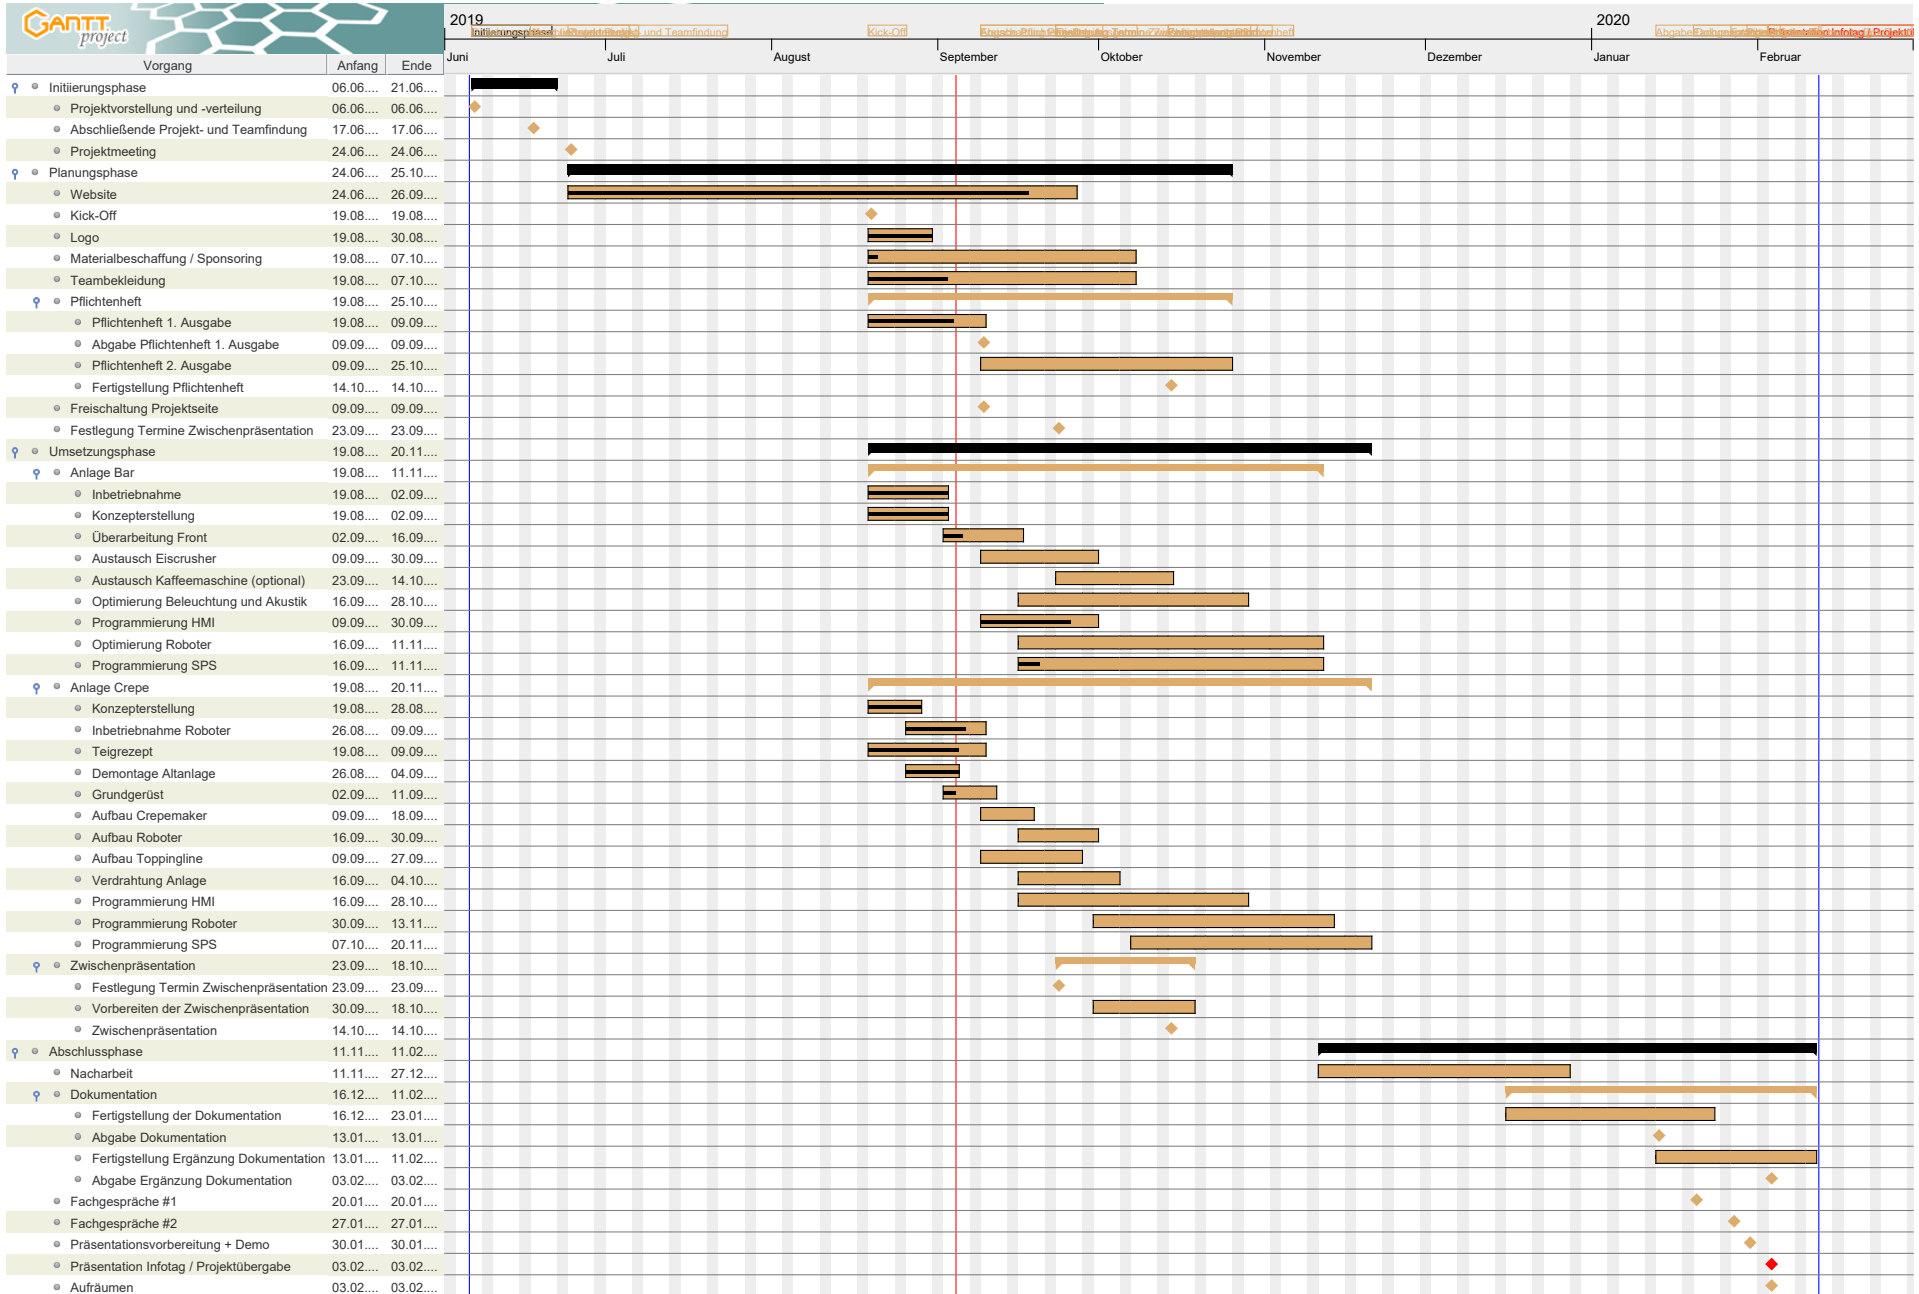 GANTT
project
2019
2020
Initiierungsphase
und Teamfindung
Kick-Off
Präsentation Infotag / Projekt
Vorgang Anfang Ende
Juni Juli August September Oktober November Dezember Januar Februar
Initiierungsphase 06.06.... 21.06....
Projektvorstellung und -verteilung 06.06.... 06.06....
Abschließende Projekt- und Teamfindung 17.06.... 17.06....
Projektmeeting 24.06.... 24.06....
Planungsphase 24.06.... 25.10....
Website 24.06.... 26.09....
Kick-Off 19.08.... 19.08....
Logo 19.08.... 30.08....
Materialbeschaffung / Sponsoring 19.08.... 07.10....
Teambekleidung 19.08.... 07.10....
Pflichtenheft 19.08.... 25.10....
Pflichtenheft 1. Ausgabe 19.08.... 09.09....
Abgabe Pflichtenheft 1. Ausgabe 09.09.... 09.09....
Pflichtenheft 2. Ausgabe 09.09.... 25.10....
Fertigstellung Pflichtenheft 14.10.... 14.10....
Freischaltung Projektseite 09.09.... 09.09....
Festlegung Termine Zwischenpräsentation 23.09.... 23.09....
Umsetzungsphase 19.08.... 20.11....
Anlage Bar 19.08.... 11.11....
Inbetriebnahme 19.08.... 02.09....
Konzepterstellung 19.08.... 02.09....
Überarbeitung Front 02.09.... 16.09....
Austausch Eiscrusher 09.09.... 30.09....
Austausch Kaffeemaschine (optional) 23.09.... 14.10....
Optimierung Beleuchtung und Akustik 16.09.... 28.10....
Programmierung HMI 09.09.... 30.09....
Optimierung Roboter 16.09.... 11.11....
Programmierung SPS 16.09.... 11.11....
Anlage Crepe 19.08.... 20.11....
Konzepterstellung 19.08.... 28.08....
Inbetriebnahme Roboter 26.08.... 09.09....
Teigrezept 19.08.... 09.09....
Demontage Altanlage 26.08.... 04.09....
Grundgerüst 02.09.... 11.09....
Aufbau Crepemaker 09.09.... 18.09....
Aufbau Roboter 16.09.... 30.09....
Aufbau Toppingline 09.09.... 27.09....
Verdrahtung Anlage 16.09.... 04.10....
Programmierung HMI 16.09.... 28.10....
Programmierung Roboter 30.09.... 13.11....
Programmierung SPS 07.10.... 20.11....
Zwischenpräsentation 23.09.... 18.10....
Festlegung Termin Zwischenpräsentation 23.09.... 23.09....
Vorbereiten der Zwischenpräsentation 30.09.... 18.10....
Zwischenpräsentation 14.10.... 14.10....
Abschlussphase 11.11.... 11.02....
Nacharbeit 11.11.... 27.12....
Dokumentation 16.12.... 11.02....
Fertigstellung der Dokumentation 16.12.... 23.01....
Abgabe Dokumentation 13.01.... 13.01....
Fertigstellung Ergänzung Dokumentation 13.01.... 11.02....
Abgabe Ergänzung Dokumentation 03.02.... 03.02....
Fachgespräche #1 20.01.... 20.01....
Fachgespräche #2 27.01.... 27.01....
Präsentationsvorbereitung + Demo 30.01.... 30.01....
Präsentation Infotag / Projektübergabe 03.02.... 03.02....
Aufräumen 03.02.... 03.02....